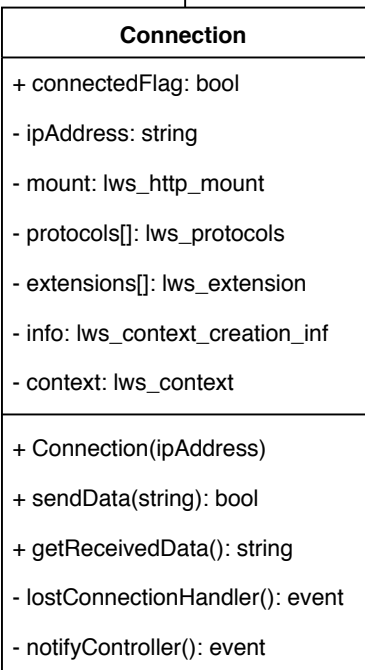 Connection
+ connectedFlag: bool
- ipAddress: string
- mount: lws_http_mount
- protocols[]: lws_protocols
- extensions[]: lws_extension
- info: lws_context_creation_inf
- context: lws_context
+ Connection(ipAddress)
+ sendData(string): bool
+ getReceivedData(): string
- lostConnectionHandler(): event
- notifyController(): event